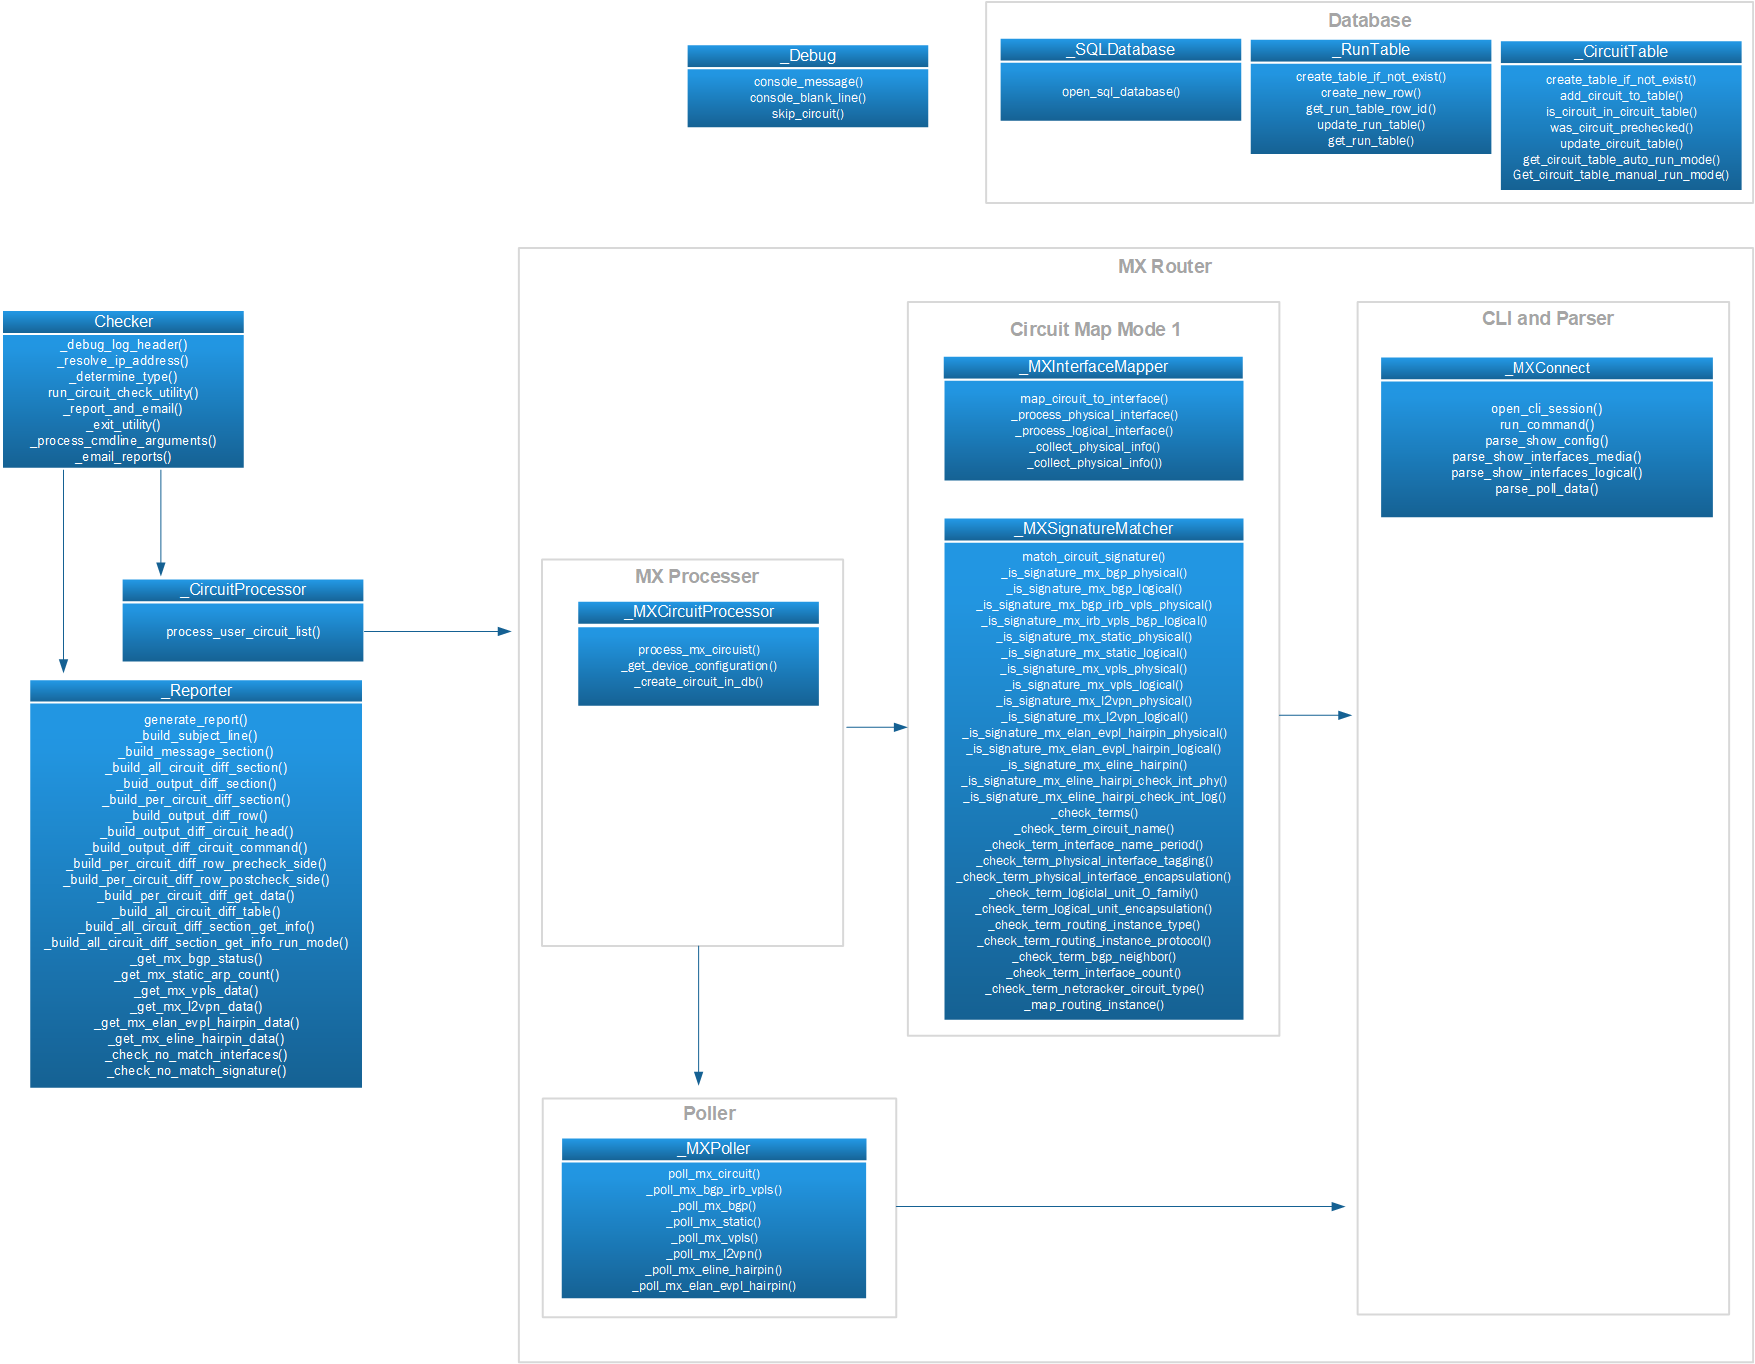 _Debug
console_message()
console_blank_line()
skip_circuit()
Database
_SQLDatabase
open_sql_database()
_RunTable
create_table_if_not_exist()
create_new_row()
get_run_table_row_id()
update_run_table()
get_run_table()
_CircuitTable
create_table_if_not_exist()
add_circuit_to_table()
is_circuit_in_circuit_table()
was_circuit_prechecked()
update_circuit_table()
get_circuit_table_auto_run_mode()
Get_circuit_table_manual_run_mode()
Checker
_debug_log_header()
_resolve_ip_address()
_determine_type()
run_circuit_check_utility()
_report_and_email()
_exit_utility()
_process_cmdline_arguments()
_email_reports()
_CircuitProcessor
process_user_circuit_list()
_Reporter
generate_report()
_build_subject_line()
_build_message_section()
_build_all_circuit_diff_section()
_buid_output_diff_section()
_build_per_circuit_diff_section()
_build_output_diff_row()
_build_output_diff_circuit_head()
_build_output_diff_circuit_command()
_build_per_circuit_diff_row_precheck_side()
_build_per_circuit_diff_row_postcheck_side()
_build_per_circuit_diff_get_data()
_build_all_circuit_diff_table()
_build_all_circuit_diff_section_get_info()
_build_all_circuit_diff_section_get_info_run_mode()
_get_mx_bgp_status()
_get_mx_static_arp_count()
_get_mx_vpls_data()
_get_mx_l2vpn_data()
_get_mx_elan_evpl_hairpin_data()
_get_mx_eline_hairpin_data()
_check_no_match_interfaces()
_check_no_match_signature()
MX Router
MX Processer
_MXCircuitProcessor
process_mx_circuist()
_get_device_configuration()
_create_circuit_in_db()
Circuit Map Mode 1
_MXInterfaceMapper
map_circuit_to_interface()
_process_physical_interface()
_process_logical_interface()
_collect_physical_info()
_collect_physical_info())
_MXSignatureMatcher
match_circuit_signature()
_is_signature_mx_bgp_physical()
_is_signature_mx_bgp_logical()
_is_signature_mx_bgp_irb_vpls_physical()
_is_signature_mx_irb_vpls_bgp_logical()
_is_signature_mx_static_physical()
_is_signature_mx_static_logical()
_is_signature_mx_vpls_physical()
_is_signature_mx_vpls_logical()
_is_signature_mx_l2vpn_physical()
_is_signature_mx_l2vpn_logical()
_is_signature_mx_elan_evpl_hairpin_physical()
_is_signature_mx_elan_evpl_hairpin_logical()
_is_signature_mx_eline_hairpin()
_is_signature_mx_eline_hairpi_check_int_phy()
_is_signature_mx_eline_hairpi_check_int_log()
_check_terms()
_check_term_circuit_name()
_check_term_interface_name_period()
_check_term_physical_interface_tagging()
_check_term_physical_interface_encapsulation()
_check_term_logiclal_unit_0_family()
_check_term_logical_unit_encapsulation()
_check_term_routing_instance_type()
_check_term_routing_instance_protocol()
_check_term_bgp_neighbor()
_check_term_interface_count()
_check_term_netcracker_circuit_type()
_map_routing_instance()
CLI and Parser
_MXConnect
open_cli_session()
run_command()
parse_show_config()
parse_show_interfaces_media()
parse_show_interfaces_logical()
parse_poll_data()
Poller
_MXPoller
poll_mx_circuit()
_poll_mx_bgp_irb_vpls()
_poll_mx_bgp()
_poll_mx_static()
_poll_mx_vpls()
_poll_mx_l2vpn()
_poll_mx_eline_hairpin()
_poll_mx_elan_evpl_hairpin()